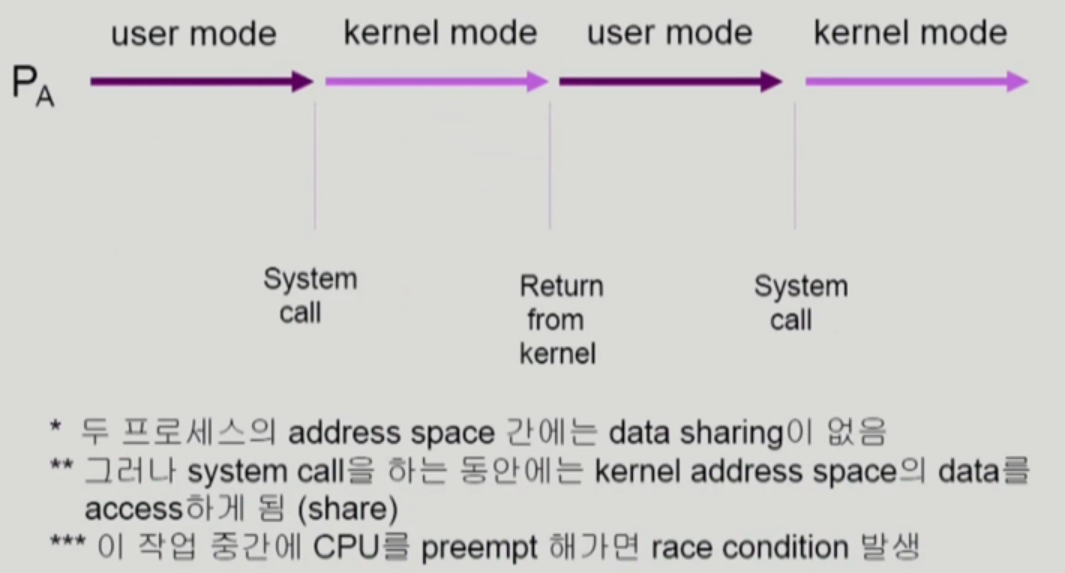 user mode kernel mode user mode kernel mode
PA
System call
Return from kernel
System call
* 두 프로세스의 address space 간에는 data sharing이 없음
** 그러나 system call을 하는 동안에는 kernel address space의 data를
access하게 됨 (share)
*** 이 작업 중간에 CPU를 preempt 해가면 race condition 발생